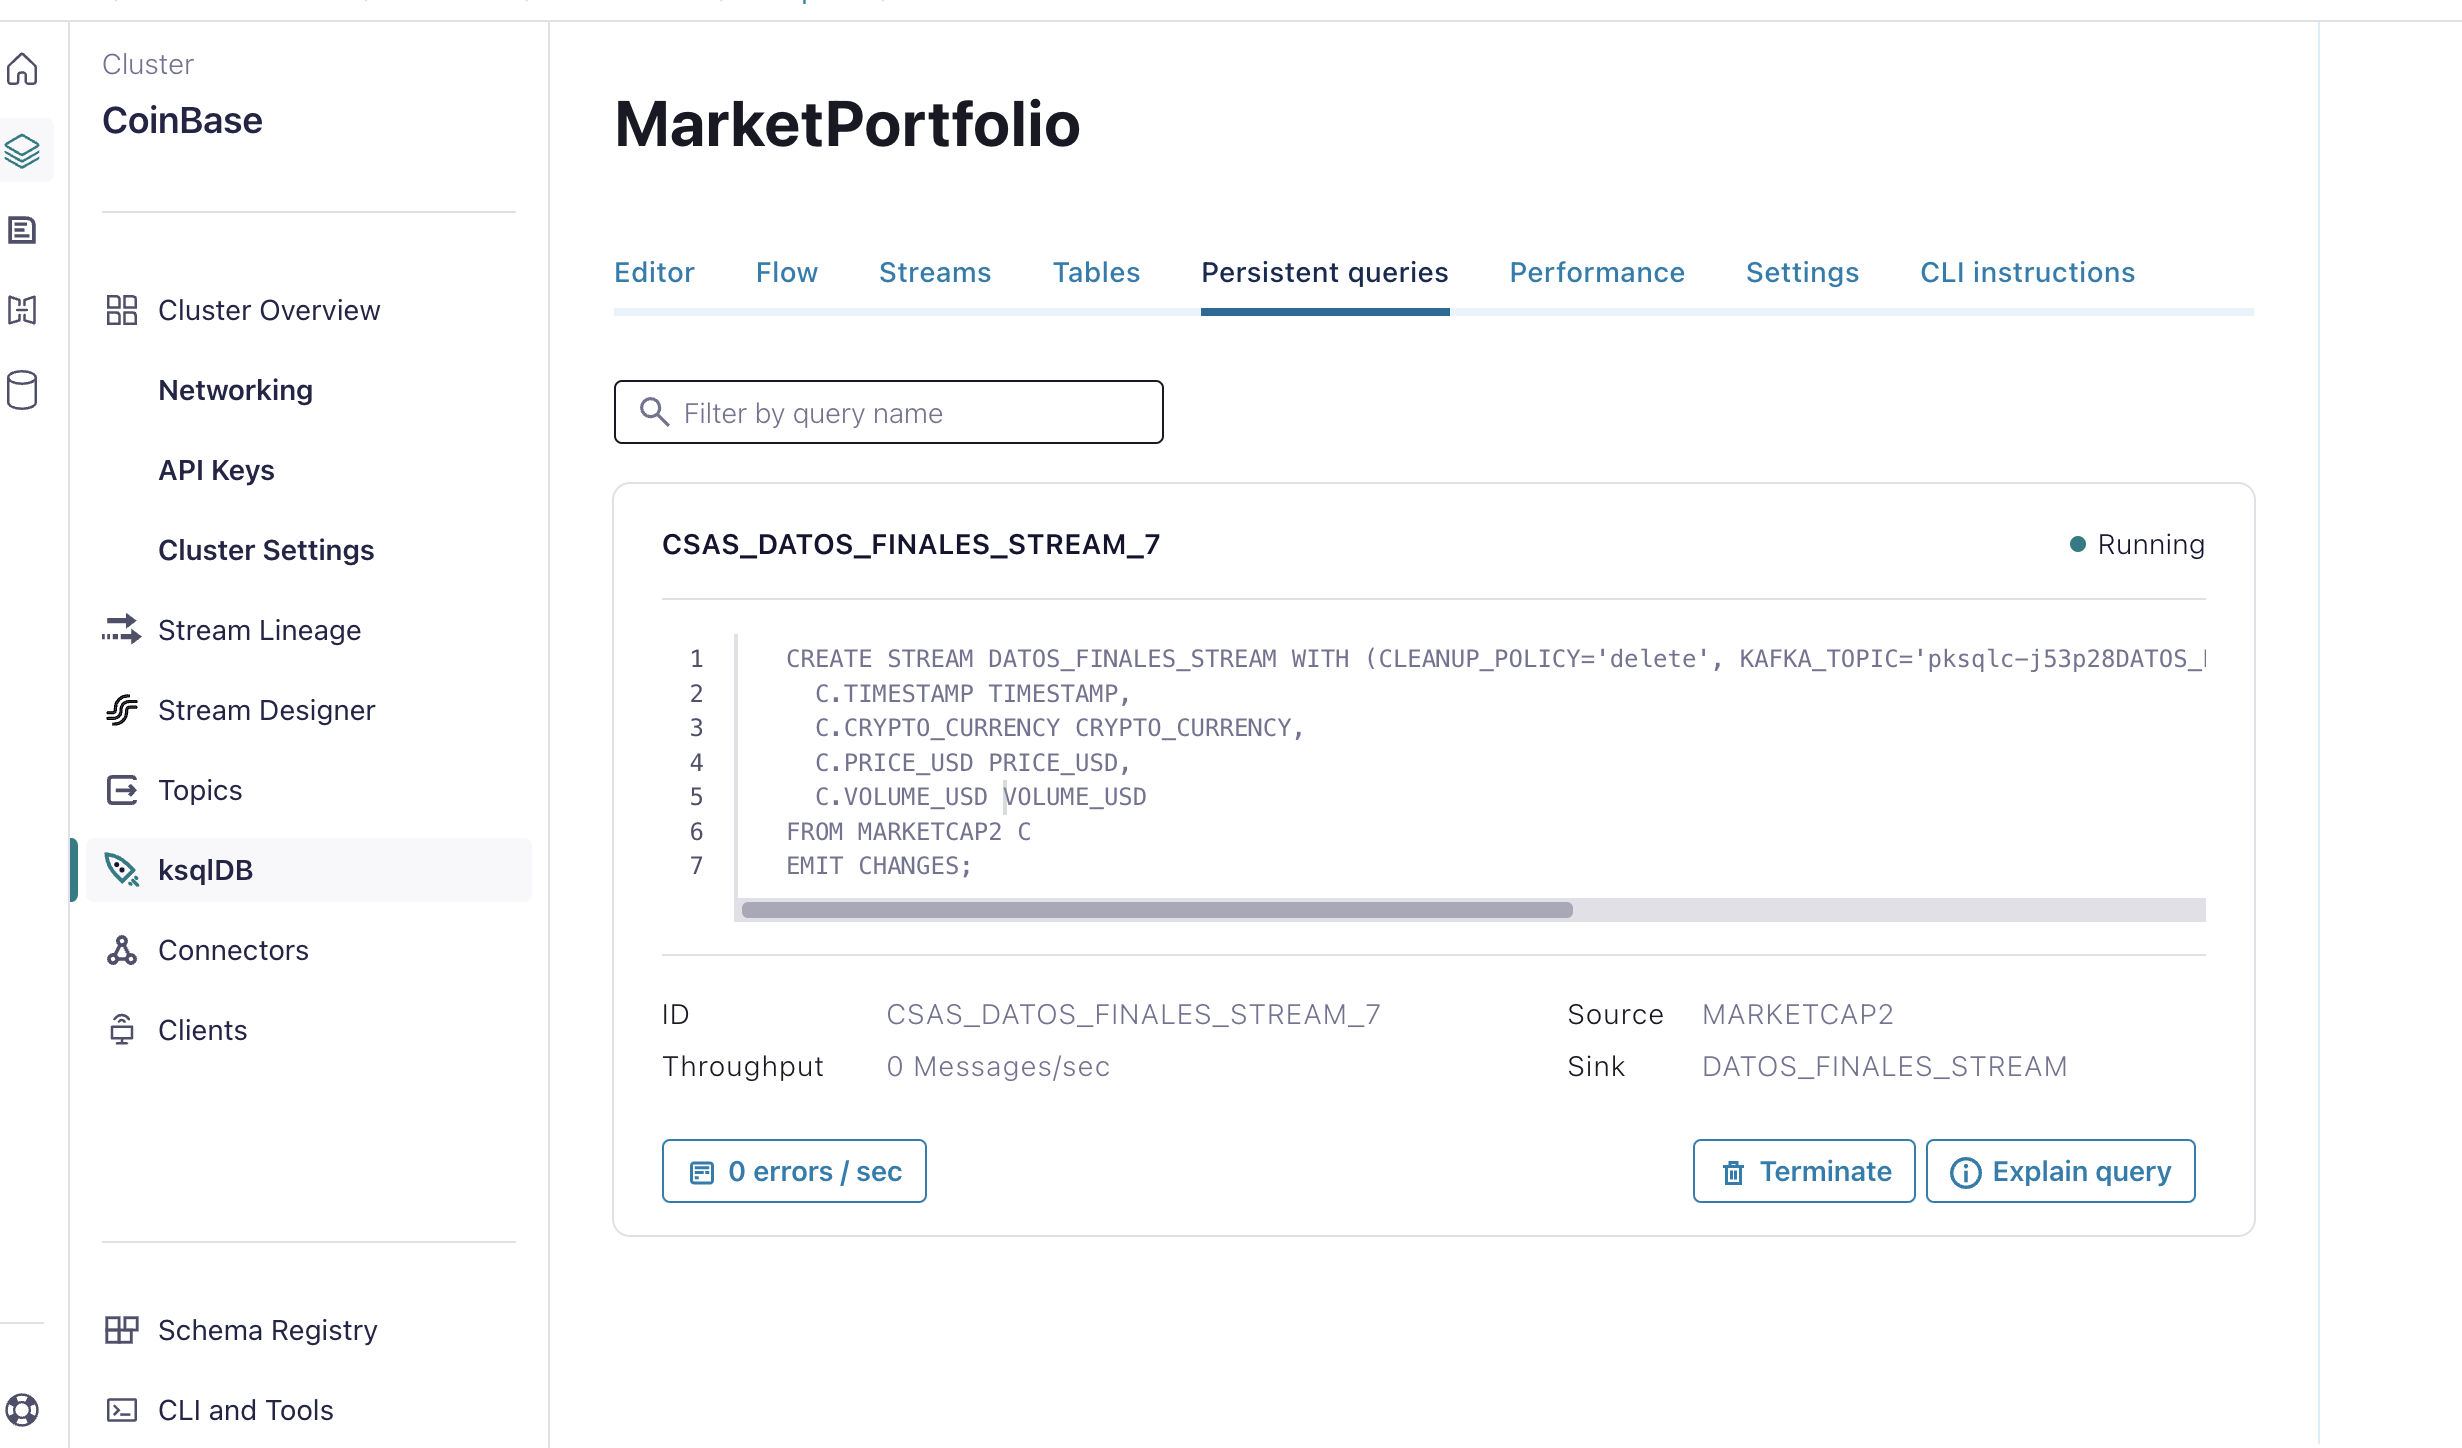 Cluster
CoinBase
Cluster Overview
Networking
API Keys
Cluster Settings
Stream Lineage
Stream Designer
Topics
ksqlDB
Connectors
Clients
Schema Registry
CLI and Tools
MarketPortfolio
Editor Flow Streams Tables Persistent queries Performance Settings CLI instructions
Filter by query name
CSAS_DATOS_FINALES_STREAM_7 Running
1 CREATE STREAM DATOS_FINALES_STREAM WITH (CLEANUP_POLICY='delete', KAFKA_TOPIC='pksqlc-j53p28DATOS_
2 C.TIMESTAMP TIMESTAMP,
3 C.CRYPTO_CURRENCY CRYPTO_CURRENCY,
4 C.PRICE_USD PRICE_USD,
5 C.VOLUME_USD VOLUME_USD
6 FROM MARKETCAP2 C
7 EMIT CHANGES;
ID CSAS_DATOS_FINALES_STREAM_7 Source MARKETCAP2
Throughput 0 Messages/sec Sink DATOS_FINALES_STREAM
0 errors / sec Terminate Explain query